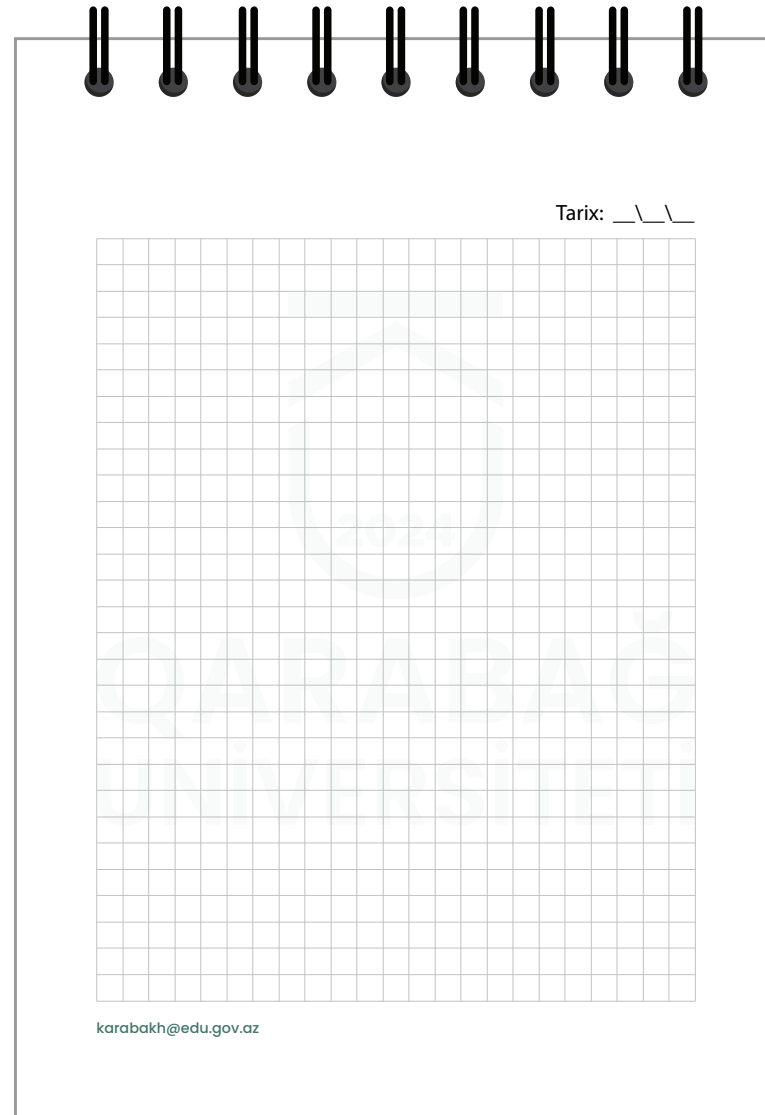 Tarix: __\__\__
2024
QARABAĞ
UNİVERSİTETİ
karabakh@edu.gov.az